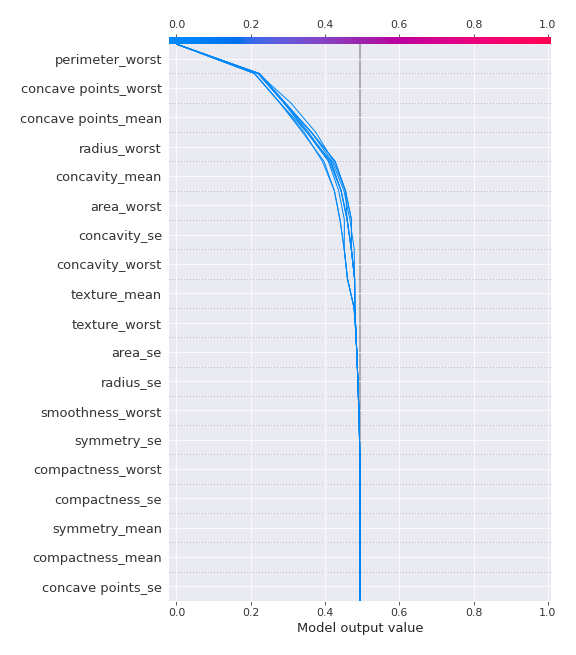 0.0 0.2 0.4 0.6 0.8 1.0
perimeter_worst
concave points_worst
concave points_mean
radius_worst
concavity_mean
area_worst
concavity_se
concavity_worst
texture_mean
texture_worst
area_se
radius_se
smoothness_worst
symmetry_se
compactness_worst
compactness_se
symmetry_mean
compactness_mean
concave points_se
0.0 0.2 0.4 0.6 0.8 1.0
Model output value